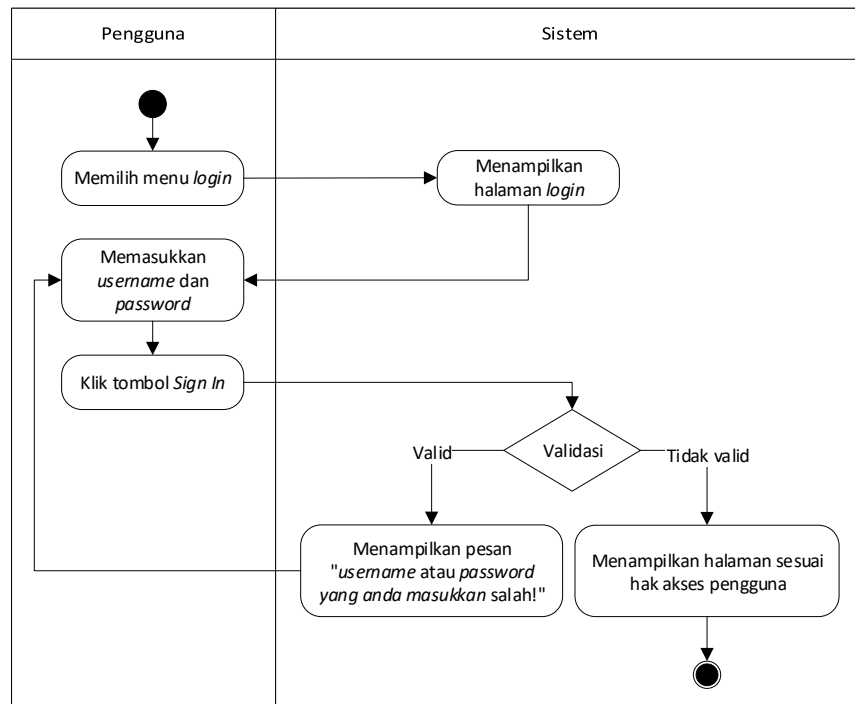 Pengguna
Sistem
Memilih menu login
Menampilkan
halaman login
Memasukkan
username dan
password
Klik tombol Sign In
Validasi
Valid
Tidak valid
Menampilkan pesan
"username atau password
yang anda masukkan salah!"
Menampilkan halaman sesuai
hak akses pengguna